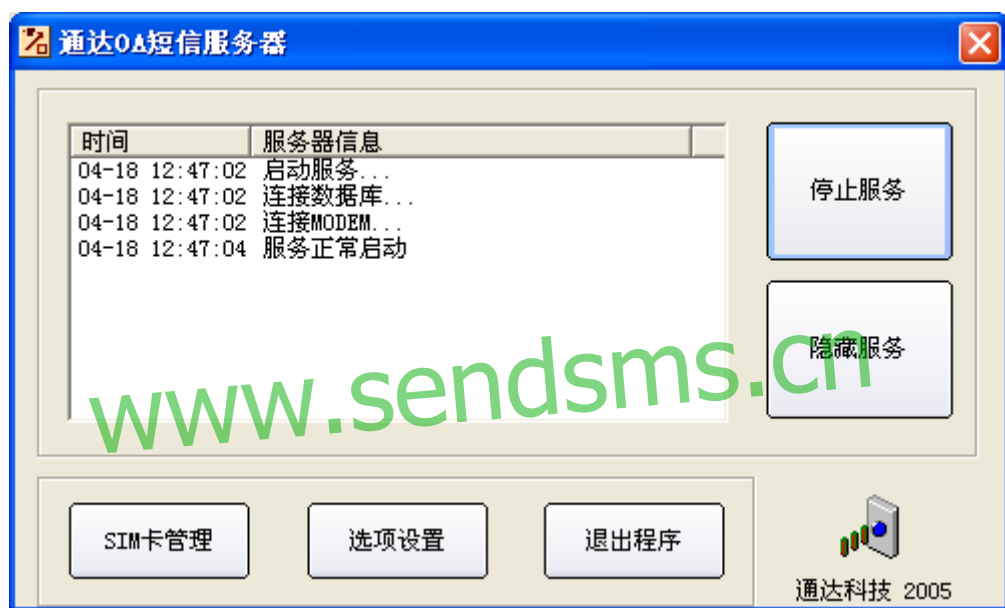 通达OA短信服务器
时间 服务器信息
04-18 12:47:02 启动服务...
04-18 12:47:02 连接数据库...
04-18 12:47:02 连接MODEM...
04-18 12:47:04 服务正常启动
停止服务
隐藏服务
www.sendsms.cn
SIM卡管理 选项设置 退出程序
通达科技 2005